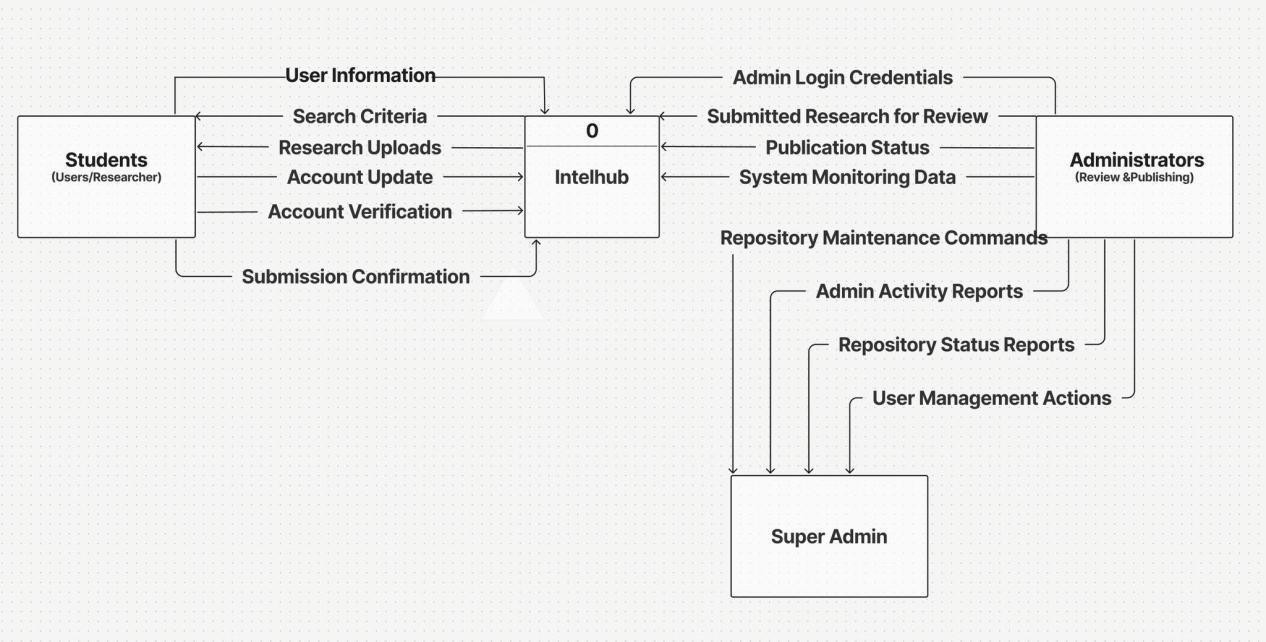 User Information
Admin Login Credentials
Search Criteria
Submitted Research for Review
0
Research Uploads
Publication Status
Students
(Users/Researcher)
Administrators
(Review &Publishing)
Account Update
Intelhub
System Monitoring Data
Account Verification
Repository Maintenance Commands
Submission Confirmation
Admin Activity Reports
Repository Status Reports
User Management Actions
Super Admin